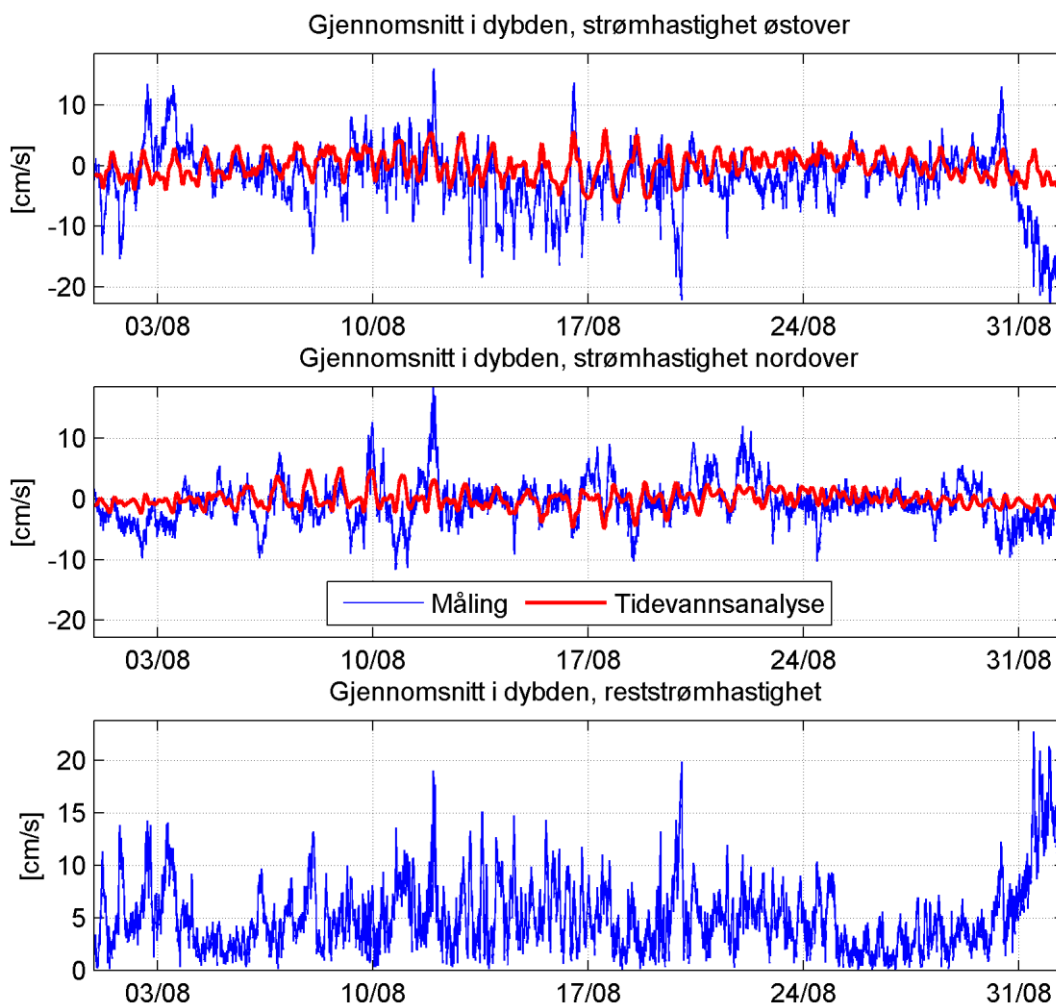 Gjennomsnitt i dybden, strømhastighet østover
[cm/s]
10
0
-10
-20
03/08 10/08 17/08 24/08 31/08
Gjennomsnitt i dybden, strømhastighet nordover
[cm/s]
10
0
-10
-20
Måling Tidevannsanalyse
03/08 10/08 17/08 24/08 31/08
Gjennomsnitt i dybden, reststrømhastighet
[cm/s]
20
15
10
5
0
03/08 10/08 17/08 24/08 31/08